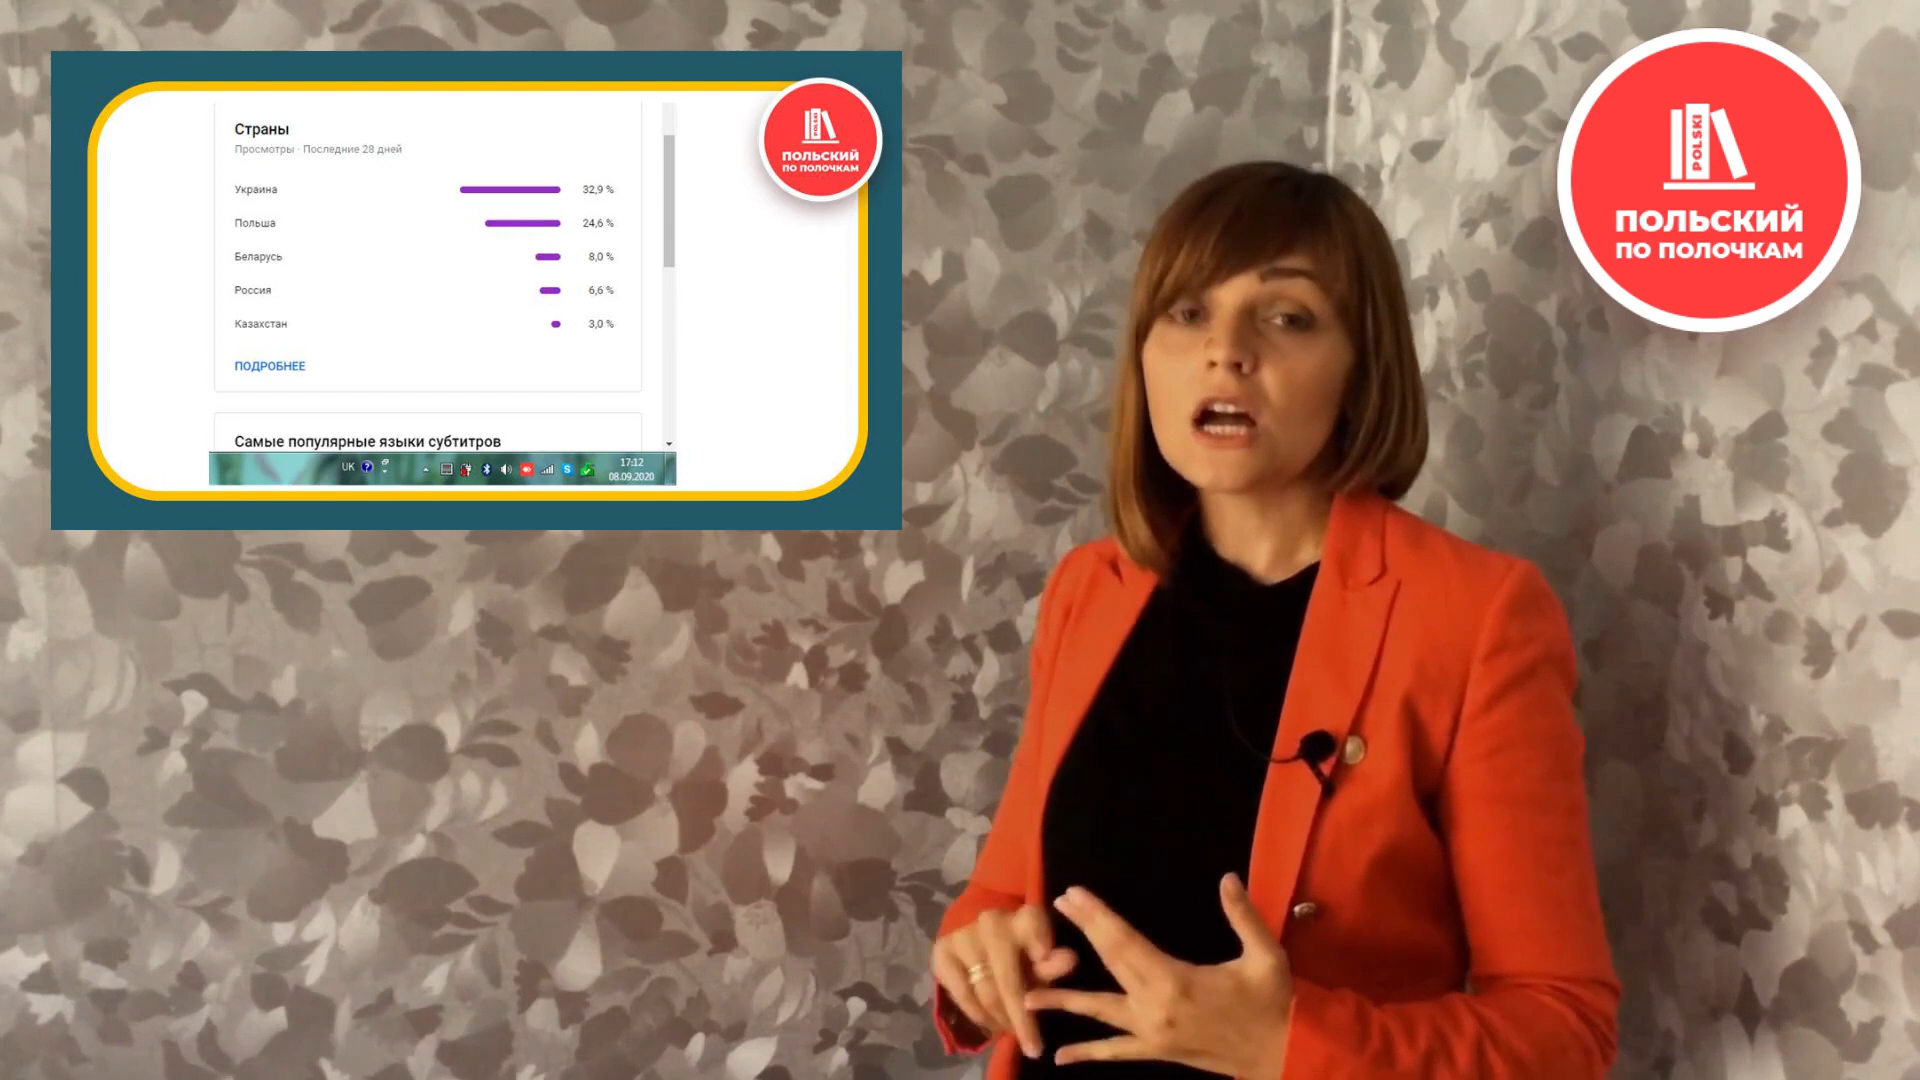 Страны
Просмотры · Последние 28 дней
Украина 32,9 %
Польша 24,6 %
Беларусь 8,0 %
Россия 6,6 %
Казахстан 3,0 %
ПОДРОБНЕЕ
Самые популярные языки субтитров
UK
17:12
08.09.2020
POLSKI
ПОЛЬСКИЙ
ПО ПОЛОЧКАМ
POLSKI
ПОЛЬСКИЙ
ПО ПОЛОЧКАМ